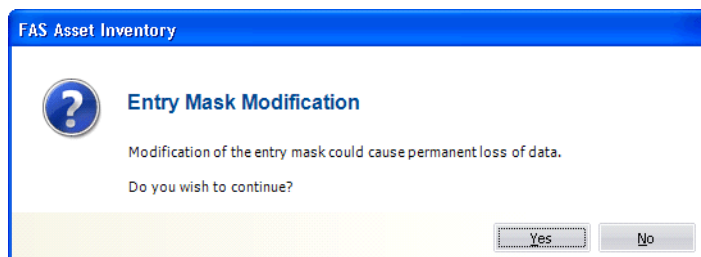 FAS Asset Inventory
Entry Mask Modification
Modification of the entry mask could cause permanent loss of data.
Do you wish to continue?
Yes No